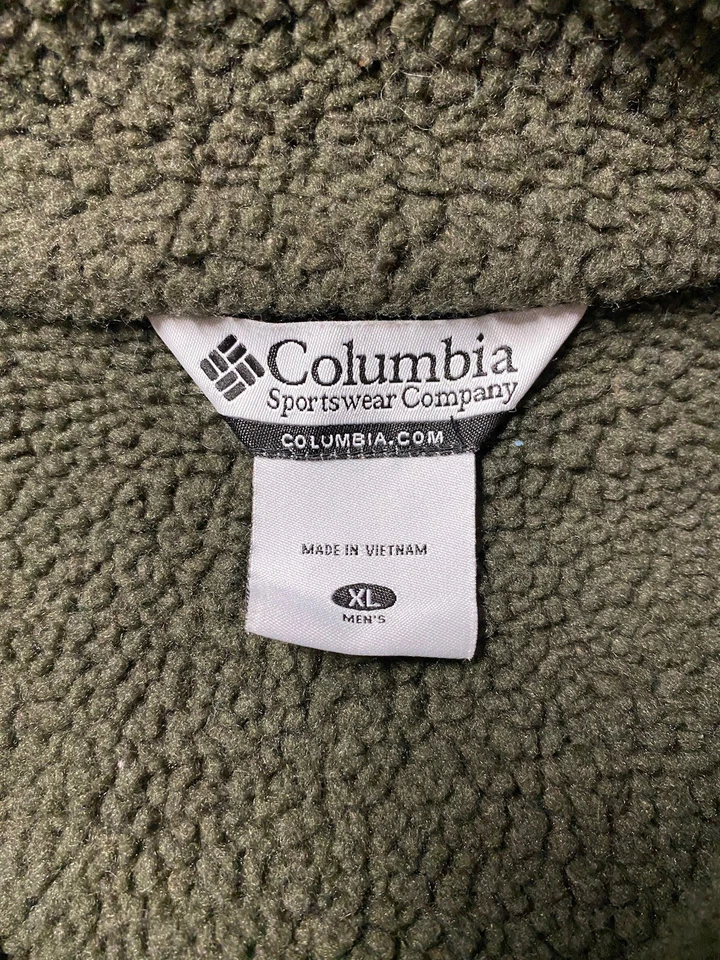 Columbia
Sportswear Company
COLUMBIA.COM
MADE IN VIETNAM
XL
MEN'S